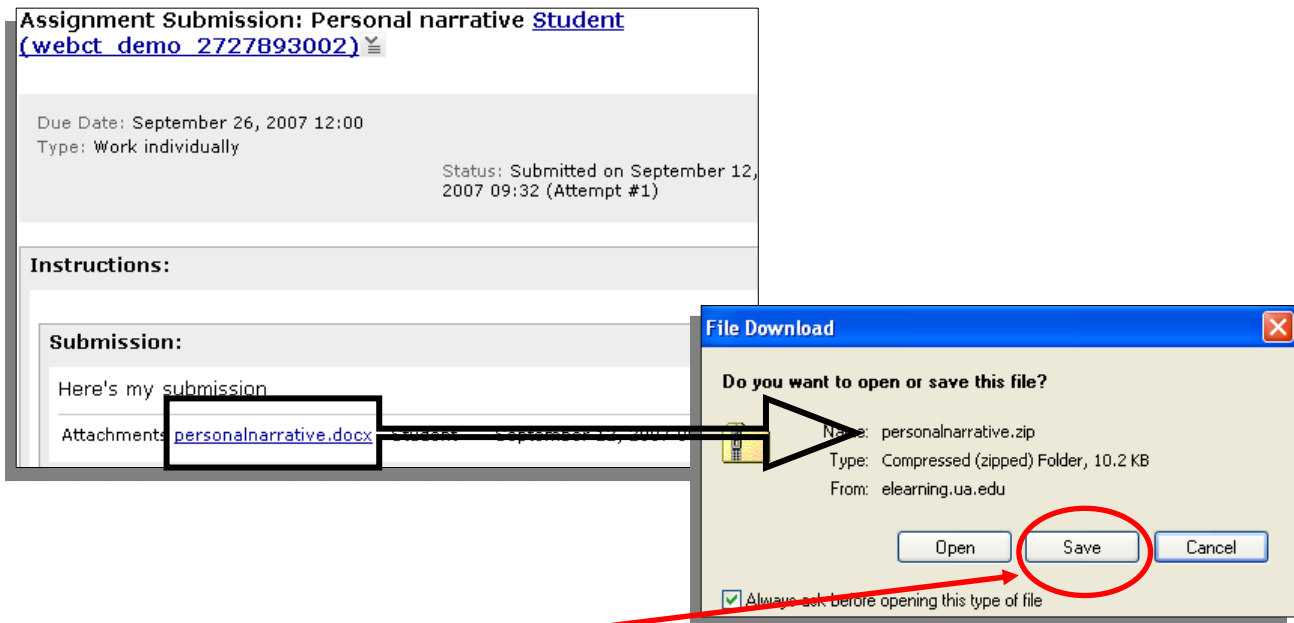 Assignment Submission: Personal narrative Student
(webct_demo_2727893002)
Due Date: September 26, 2007 12:00
Type: Work individually
Status: Submitted on September 12,
2007 09:32 (Attempt #1)
Instructions:
Submission:
Here's my submission
Attachments personalnarrative.docx Student September 12, 2007
File Download
Do you want to open or save this file?
Name: personalnarrative.zip
Type: Compressed (zipped) Folder, 10.2 KB
From: elearning.ua.edu
Open Save Cancel
Always ask before opening this type of file